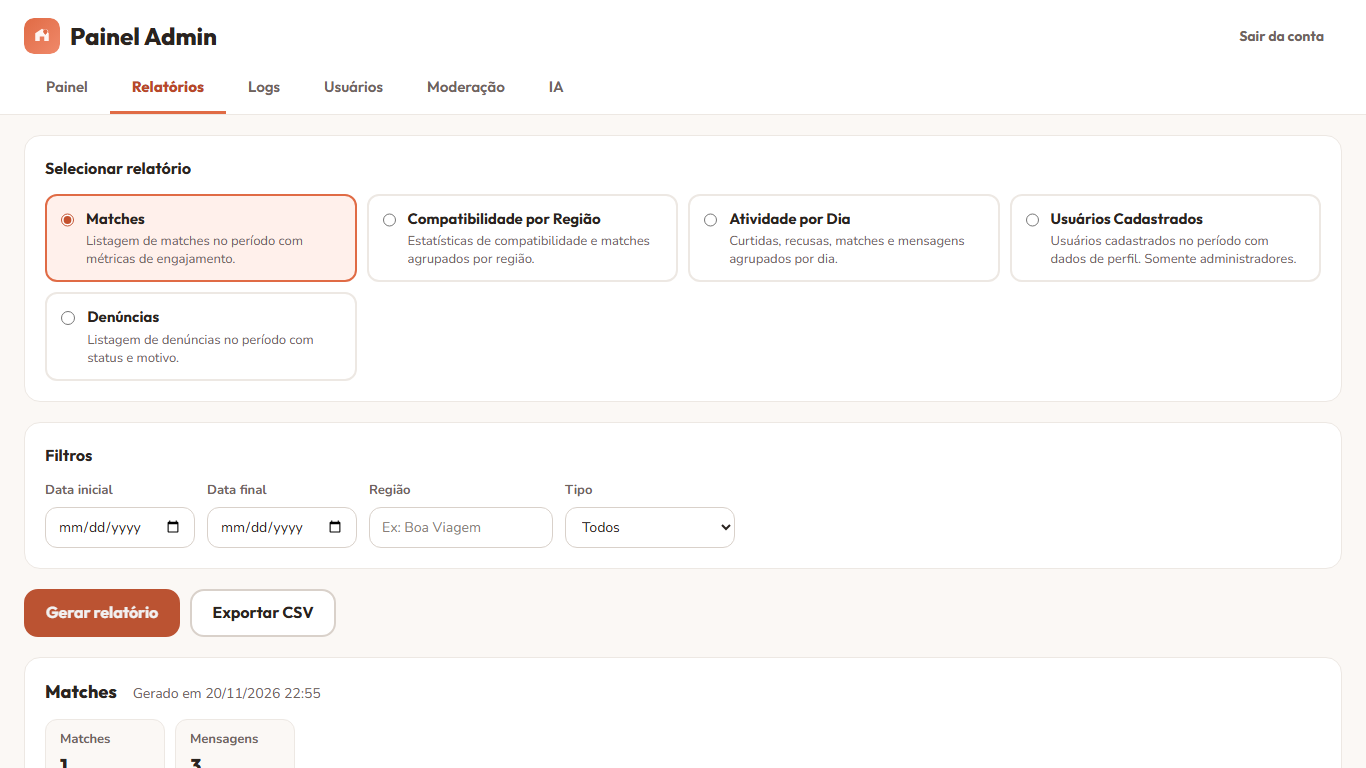 Painel Admin
Sair da conta
Painel
Relatórios
Logs
Usuários
Moderação
IA
Selecionar relatório
Matches
Listagem de matches no período com
métricas de engajamento.
Compatibilidade por Região
Estatísticas de compatibilidade e matches
agrupados por região.
Atividade por Dia
Curtidas, recusas, matches e mensagens
agrupados por dia.
Usuários Cadastrados
Usuários cadastrados no período com
dados de perfil. Somente administradores.
Denúncias
Listagem de denúncias no período com
status e motivo.
Filtros
Data inicial
Data final
Região
Tipo
mm/dd/yyyy
mm/dd/yyyy
Ex: Boa Viagem
Todos
Gerar relatório
Exportar CSV
Matches
Gerado em 20/11/2026 22:55
Matches
Mensagens
1
3